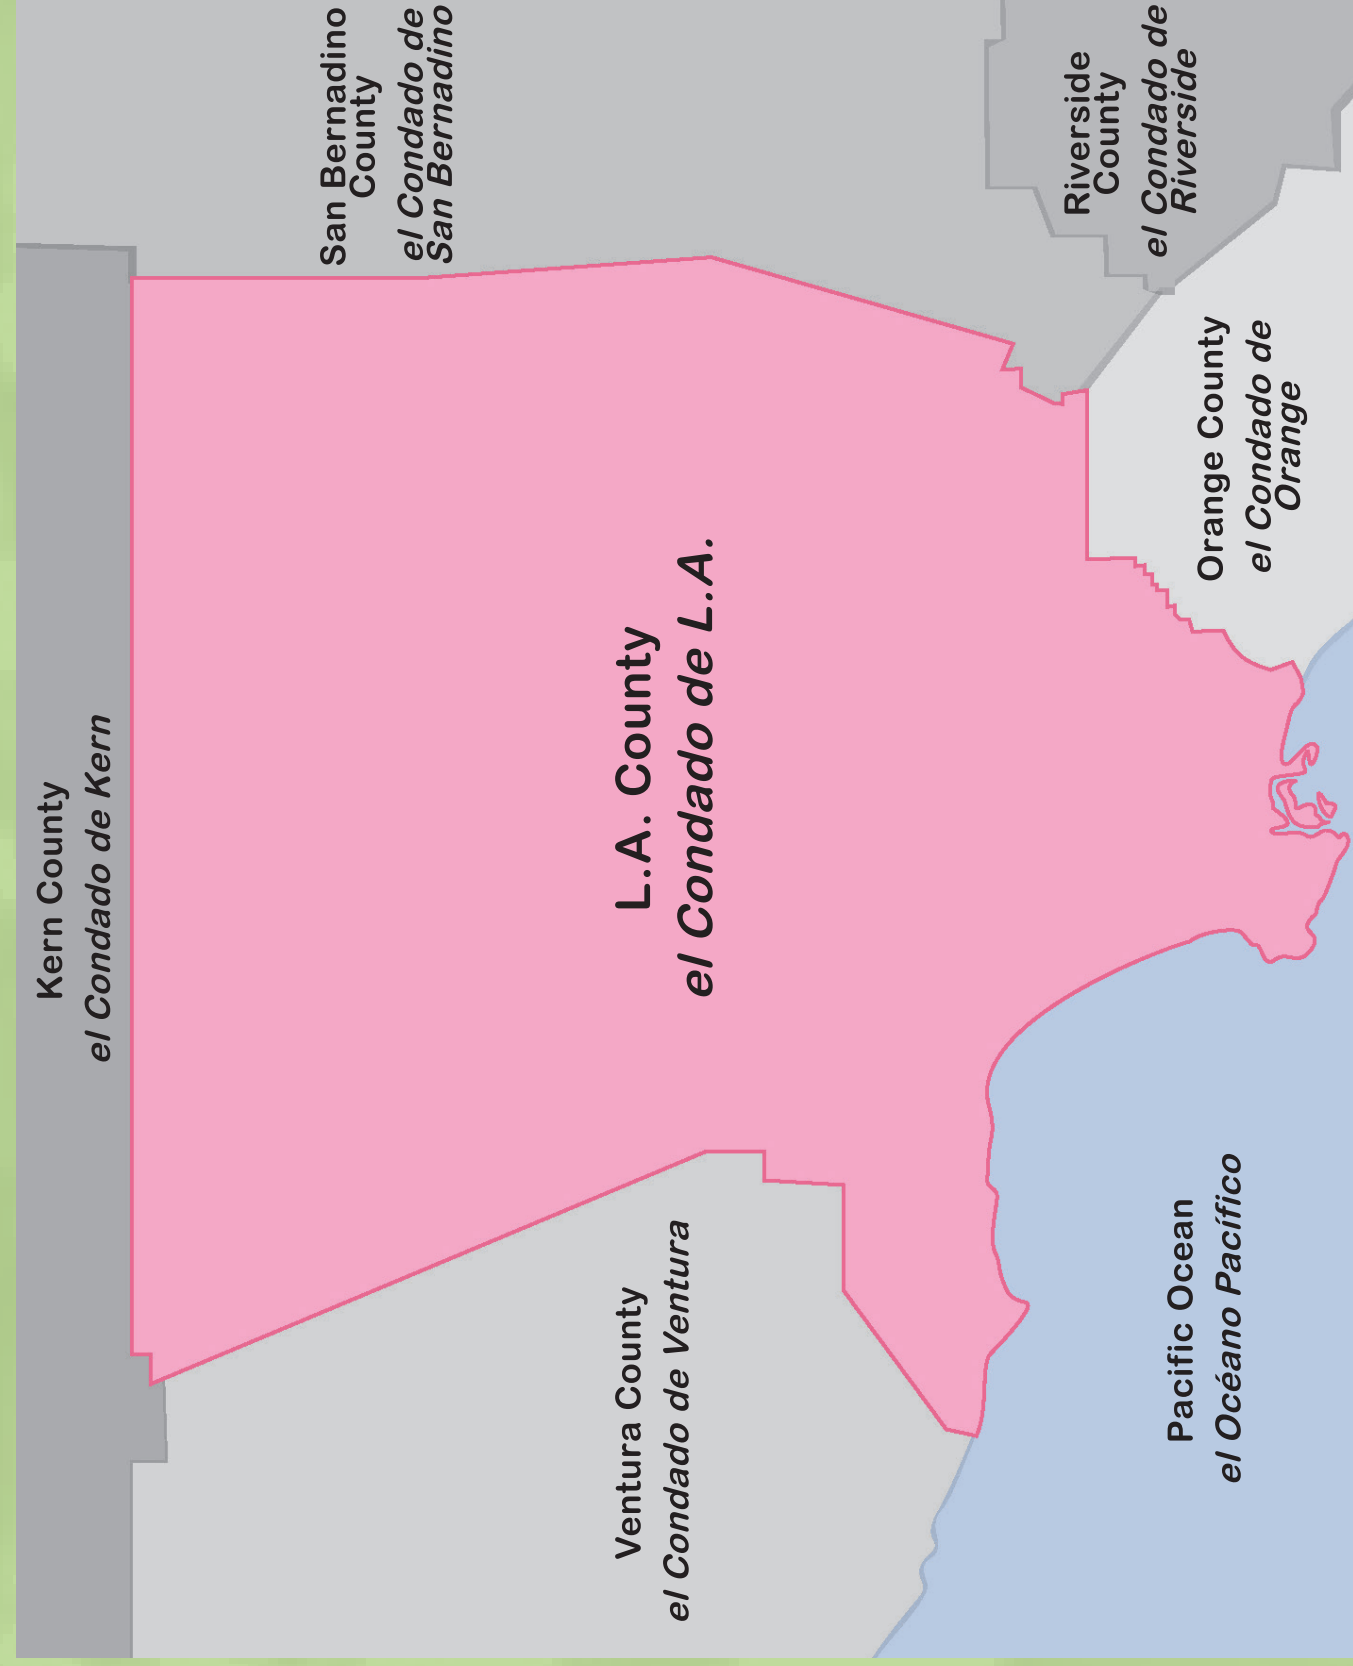 Kern County
el Condado de Kern
San Bernadino
County
el Condado de
San Bernadino
L.A. County
el Condado de L.A.
Ventura County
el Condado de Ventura
Riverside
County
el Condado de
Riverside
Orange County
el Condado de
Orange
Pacific Ocean
el Océano Pacífico